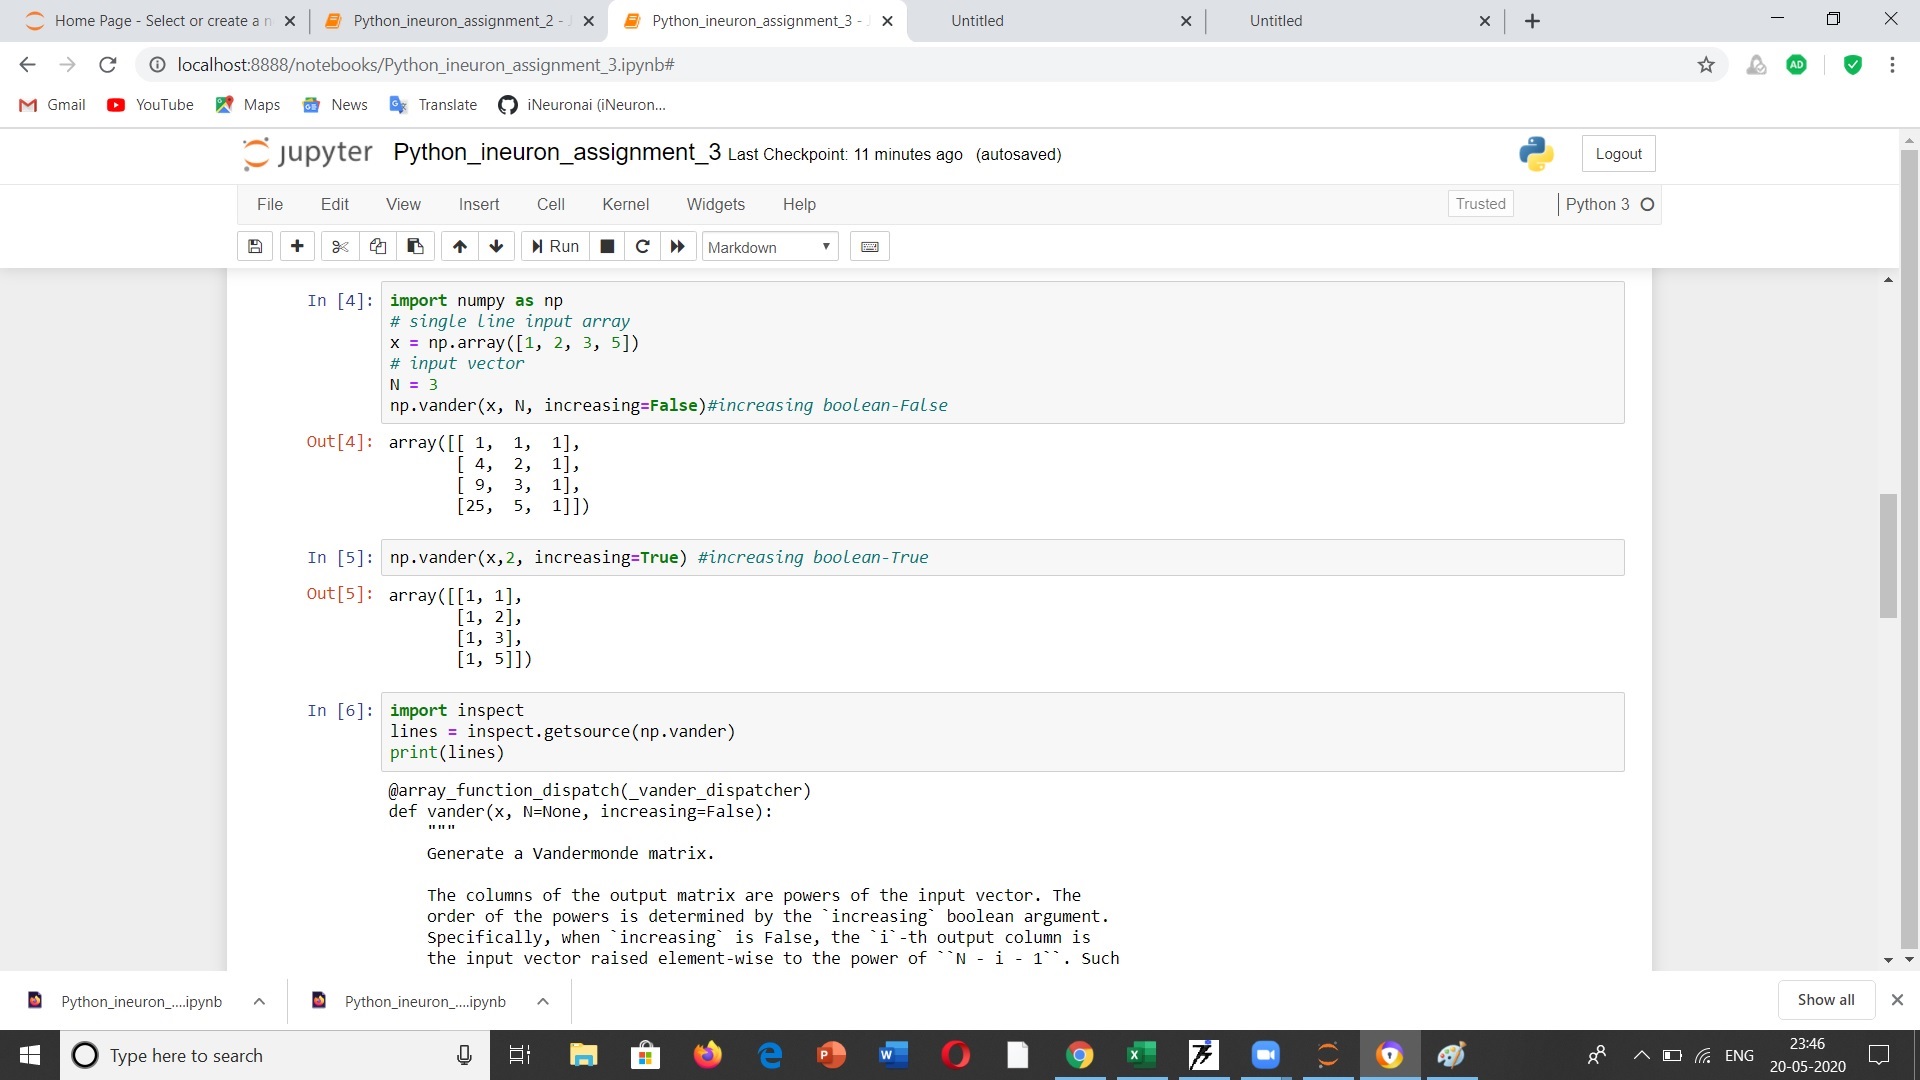 Home Page - Select or create a n
Python_ineuron_assignment_2 - J
Python_ineuron_assignment_3 - J
Untitled
Untitled
localhost:8888/notebooks/Python_ineuron_assignment_3.ipynb#
AD
Gmail
YouTube
Maps
News
Translate
iNeuronai (iNeuron...
jupyter
Python_ineuron_assignment_3 Last Checkpoint: 11 minutes ago (autosaved)
Logout
File Edit View Insert Cell Kernel Widgets Help
Trusted
Python 3
Run
Markdown
In [4]:
import numpy as np
# single line input array
x = np.array([1, 2, 3, 5])
# input vector
N = 3
np.vander(x, N, increasing=False)#increasing boolean-False
Out[4]:
array([[ 1,  1,  1],
       [ 4,  2,  1],
       [ 9,  3,  1],
       [25,  5,  1]])
In [5]:
np.vander(x,2, increasing=True) #increasing boolean-True
Out[5]:
array([[1, 1],
       [1, 2],
       [1, 3],
       [1, 5]])
In [6]:
import inspect
lines = inspect.getsource(np.vander)
print(lines)
@array_function_dispatch(_vander_dispatcher)
def vander(x, N=None, increasing=False):
    """
    Generate a Vandermonde matrix.
    The columns of the output matrix are powers of the input vector. The
    order of the powers is determined by the `increasing` boolean argument.
    Specifically, when `increasing` is False, the `i`-th output column is
    the input vector raised element-wise to the power of ``N - i - 1``. Such
Python_ineuron_....ipynb
Python_ineuron_....ipynb
Show all
Type here to search
ENG
23:46
20-05-2020